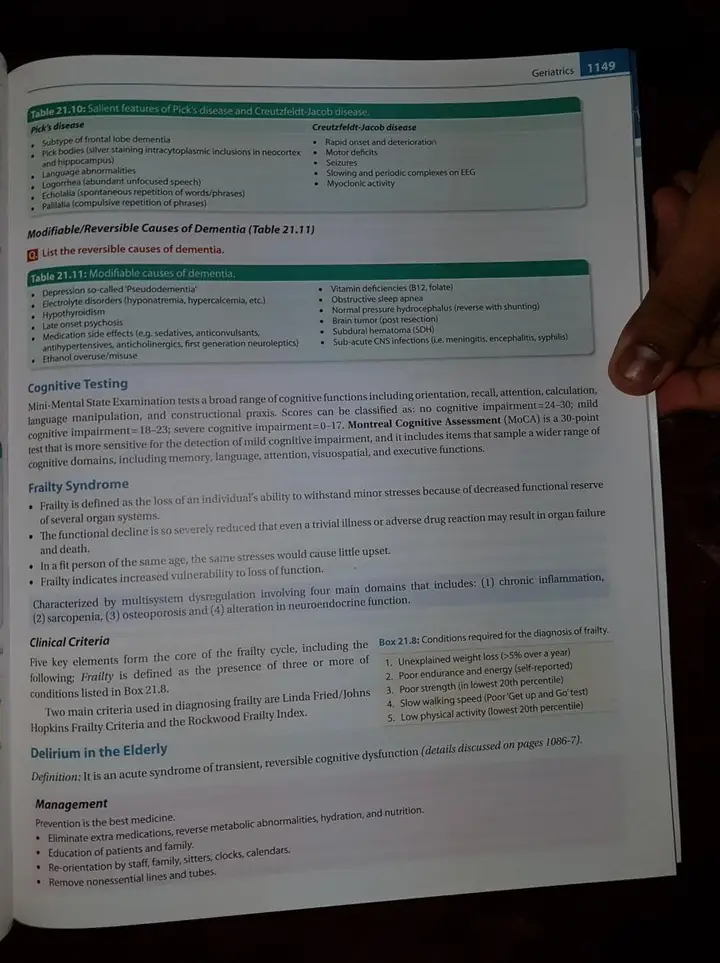 Geriatrics 1149
Table 21.10: Salient features of Pick's disease and Creutzfeldt-Jacob disease.
Pick's disease
• Subtype of frontal lobe dementia
• Pick bodies (silver staining intracytoplasmic inclusions in neocortex
and hippocampus)
• Language abnormalities
• Logorrhea (abundant unfocused speech)
• Echolalia (spontaneous repetition of words/phrases)
• Palilalia (compulsive repetition of phrases)
Creutzfeldt-Jacob disease
• Rapid onset and deterioration
• Motor deficits
• Seizures
• Slowing and periodic complexes on EEG
• Myoclonic activity
Modifiable/Reversible Causes of Dementia (Table 21.11)
Q. List the reversible causes of dementia.
Table 21.11: Modifiable causes of dementia.
• Depression so-called 'Pseudodementia'
• Electrolyte disorders (hyponatremia, hypercalcemia, etc.)
• Hypothyroidism
• Late onset psychosis
• Medication side effects (e.g. sedatives, anticonvulsants,
antihypertensives, anticholinergics, first generation neuroleptics)
• Ethanol overuse/misuse
• Vitamin deficiencies (B12, folate)
• Obstructive sleep apnea
• Normal pressure hydrocephalus (reverse with shunting)
• Brain tumor (post resection)
• Subdural hematoma (SDH)
• Sub-acute CNS infections (i.e. meningitis, encephalitis, syphilis)
Cognitive Testing
Mini-Mental State Examination tests a broad range of cognitive functions including orientation, recall, attention, calculation,
language manipulation, and constructional praxis. Scores can be classified as: no cognitive impairment=24–30; mild
cognitive impairment=18–23; severe cognitive impairment=0–17. Montreal Cognitive Assessment (MoCA) is a 30-point
test that is more sensitive for the detection of mild cognitive impairment, and it includes items that sample a wider range of
cognitive domains, including memory, language, attention, visuospatial, and executive functions.
Frailty Syndrome
• Frailty is defined as the loss of an individual's ability to withstand minor stresses because of decreased functional reserve
of several organ systems.
• The functional decline is so severely reduced that even a trivial illness or adverse drug reaction may result in organ failure
and death.
• In a fit person of the same age, the same stresses would cause little upset.
• Frailty indicates increased vulnerability to loss of function.
Characterized by multisystem dysregulation involving four main domains that includes: (1) chronic inflammation,
(2) sarcopenia, (3) osteoporosis and (4) alteration in neuroendocrine function.
Clinical Criteria
Five key elements form the core of the frailty cycle, including the
following; Frailty is defined as the presence of three or more of
conditions listed in Box 21.8.
Two main criteria used in diagnosing frailty are Linda Fried/Johns
Hopkins Frailty Criteria and the Rockwood Frailty Index.
Box 21.8: Conditions required for the diagnosis of frailty.
1. Unexplained weight loss (>5% over a year)
2. Poor endurance and energy (self-reported)
3. Poor strength (in lowest 20th percentile)
4. Slow walking speed (Poor 'Get up and Go' test)
5. Low physical activity (lowest 20th percentile)
Delirium in the Elderly
Definition: It is an acute syndrome of transient, reversible cognitive dysfunction (details discussed on pages 1086-7).
Management
Prevention is the best medicine.
• Eliminate extra medications, reverse metabolic abnormalities, hydration, and nutrition.
• Education of patients and family.
• Re-orientation by staff, family, sitters, clocks, calendars.
• Remove nonessential lines and tubes.